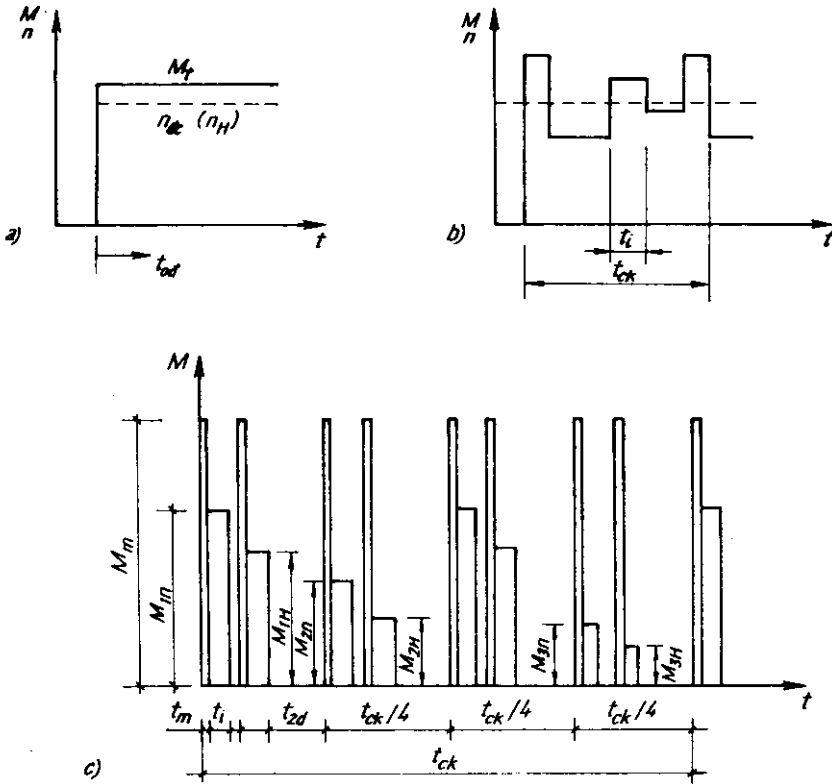 M
n
M_t
n_đc (n_H)
t
a)
t_od
M
n
t
b)
t_i
t_ck
M
M_m
M_1n
M_1H
M_2n
M_2H
M_3n
M_3H
t
t_m t_i t_2d t_ck/4 t_ck/4 t_ck/4
t_ck
c)